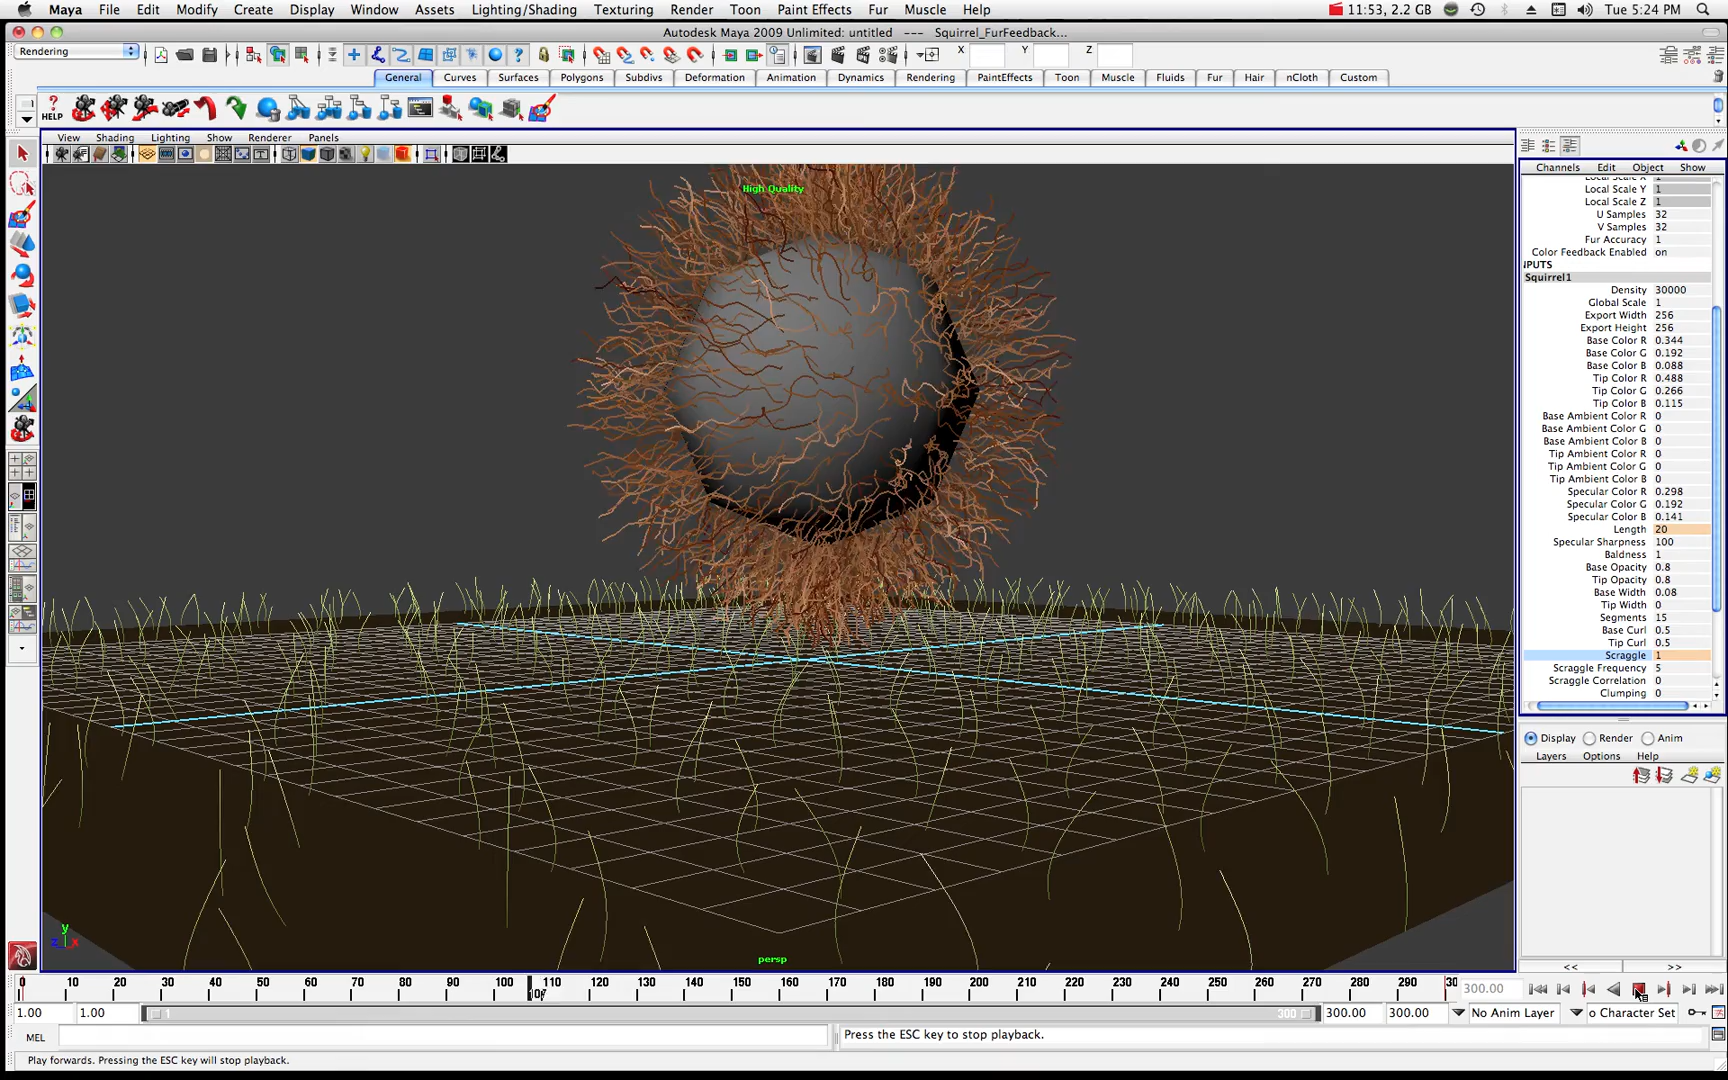 Maya File Edit Modify Create Display Window Assets Lighting/Shading Texturing Render Toon Paint Effects Fur Muscle Help 11:53, 2.2 GB Tue 5:24 PM
Autodesk Maya 2009 Unlimited: untitled --- Squirrel_FurFeedback...
Rendering X Y Z
General Curves Surfaces Polygons Subdivs Deformation Animation Dynamics Rendering PaintEffects Toon Muscle Fluids Fur Hair nCloth Custom
HELP
View Shading Lighting Show Renderer Panels
Channels Edit Object Show
High Quality
Local Scale Y 1
Local Scale Z 1
U Samples 32
V Samples 32
Fur Accuracy 1
Color Feedback Enabled on
IPUTS
Squirrel1
Density 30000
Global Scale 1
Export Width 256
Export Height 256
Base Color R 0.344
Base Color G 0.192
Base Color B 0.088
Tip Color R 0.488
Tip Color G 0.266
Tip Color B 0.115
Base Ambient Color R 0
Base Ambient Color G 0
Base Ambient Color B 0
Tip Ambient Color R 0
Tip Ambient Color G 0
Tip Ambient Color B 0
Specular Color R 0.298
Specular Color G 0.192
Specular Color B 0.141
Length 20
Specular Sharpness 100
Baldness 1
Base Opacity 0.8
Tip Opacity 0.8
Base Width 0.08
Tip Width 0
Segments 15
Base Curl 0.5
Tip Curl 0.5
Scraggle 1
Scraggle Frequency 5
Scraggle Correlation 0
Clumping 0
Display Render Anim
Layers Options Help
y
z x
persp
<< >>
0 10 20 30 40 50 60 70 80 90 100 110 120 130 140 150 160 170 180 190 200 210 220 230 240 250 260 270 280 290 30 300.00
107
1.00 1.00 1 300 300.00 300.00 No Anim Layer o Character Set
MEL Press the ESC key to stop playback.
Play forwards. Pressing the ESC key will stop playback.